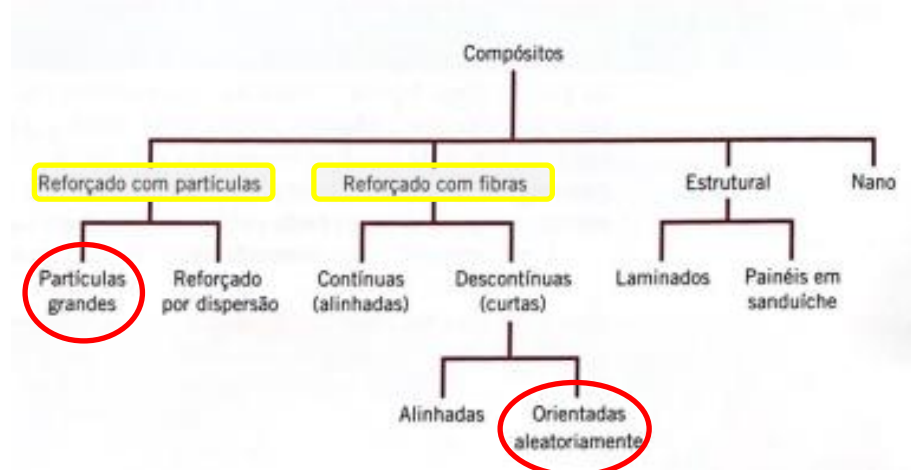 Compósitos
Reforçado com partículas
Reforçado com fibras
Estrutural
Nano
Partículas
grandes
Reforçado
por dispersão
Contínuas
(alinhadas)
Descontínuas
(curtas)
Laminados
Painéis em
sanduíche
Alinhadas
Orientadas
aleatoriamente